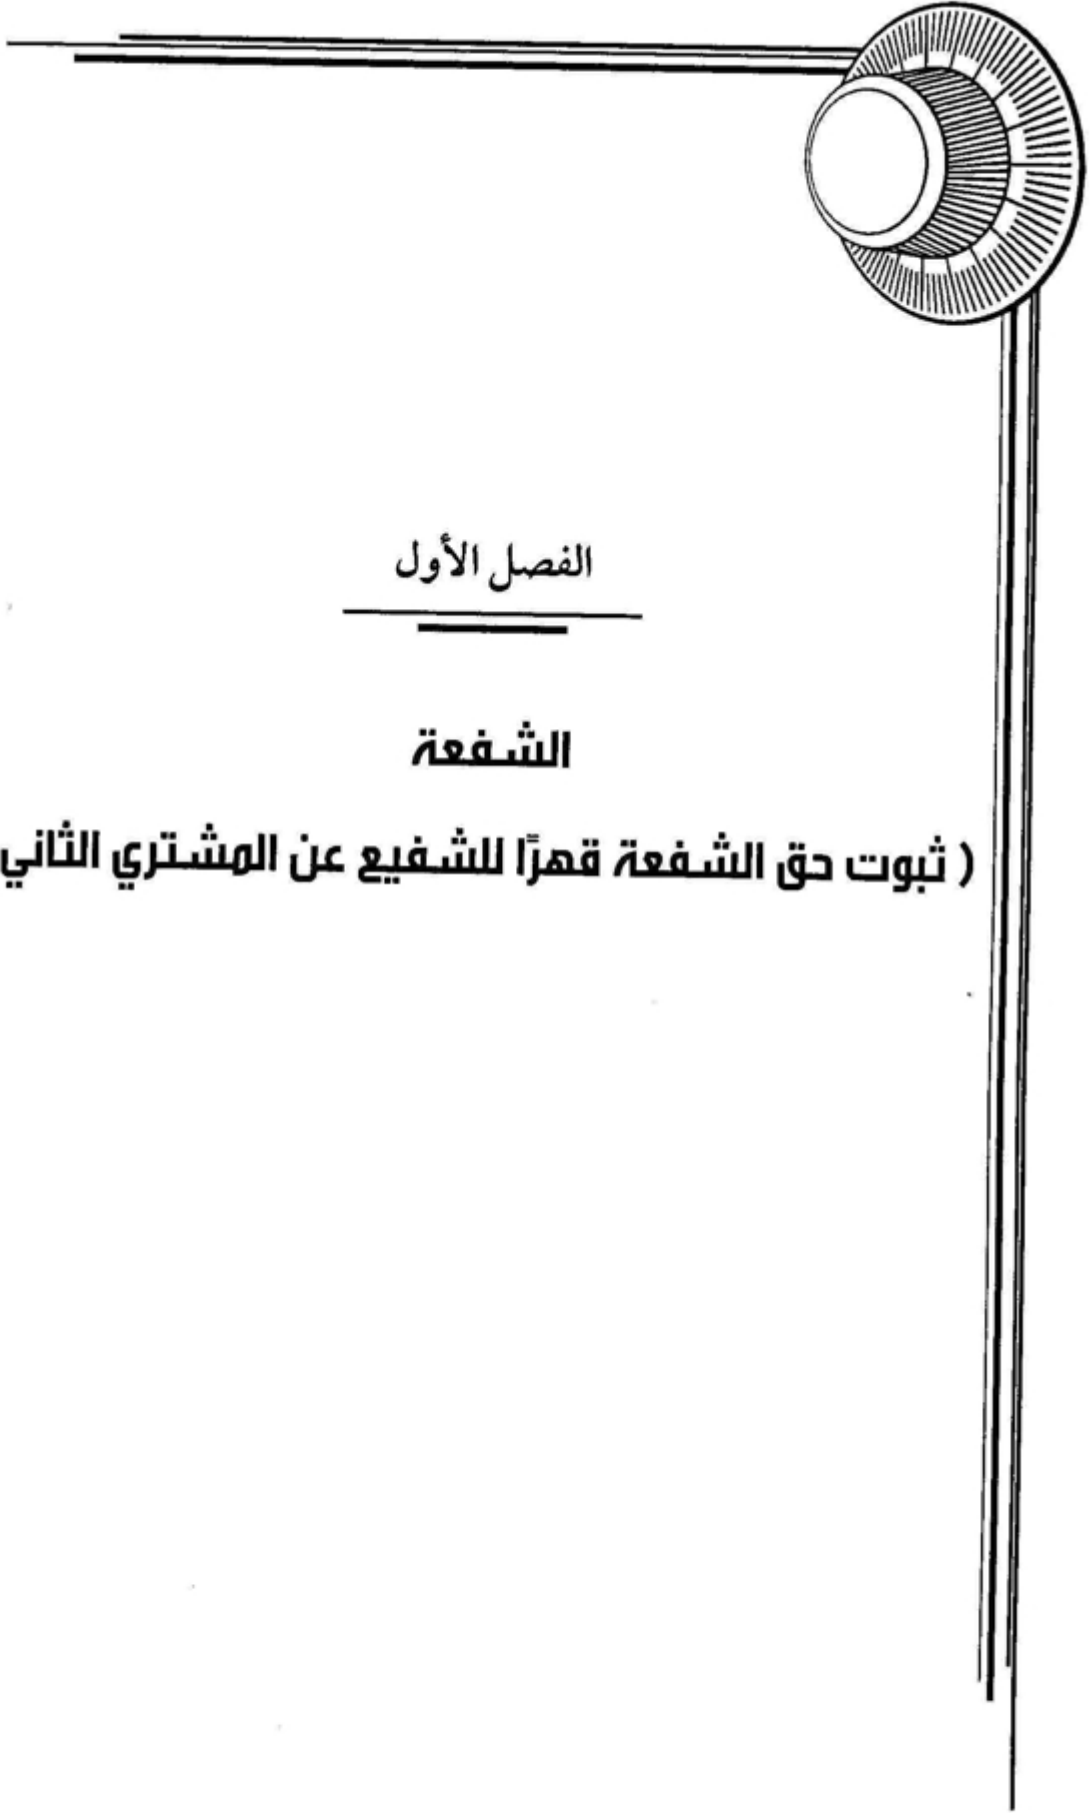 الفصل الأول
الشفعة
( ثبوت حق الشفعة قهرًا للشفيع عن المشتري الثاني